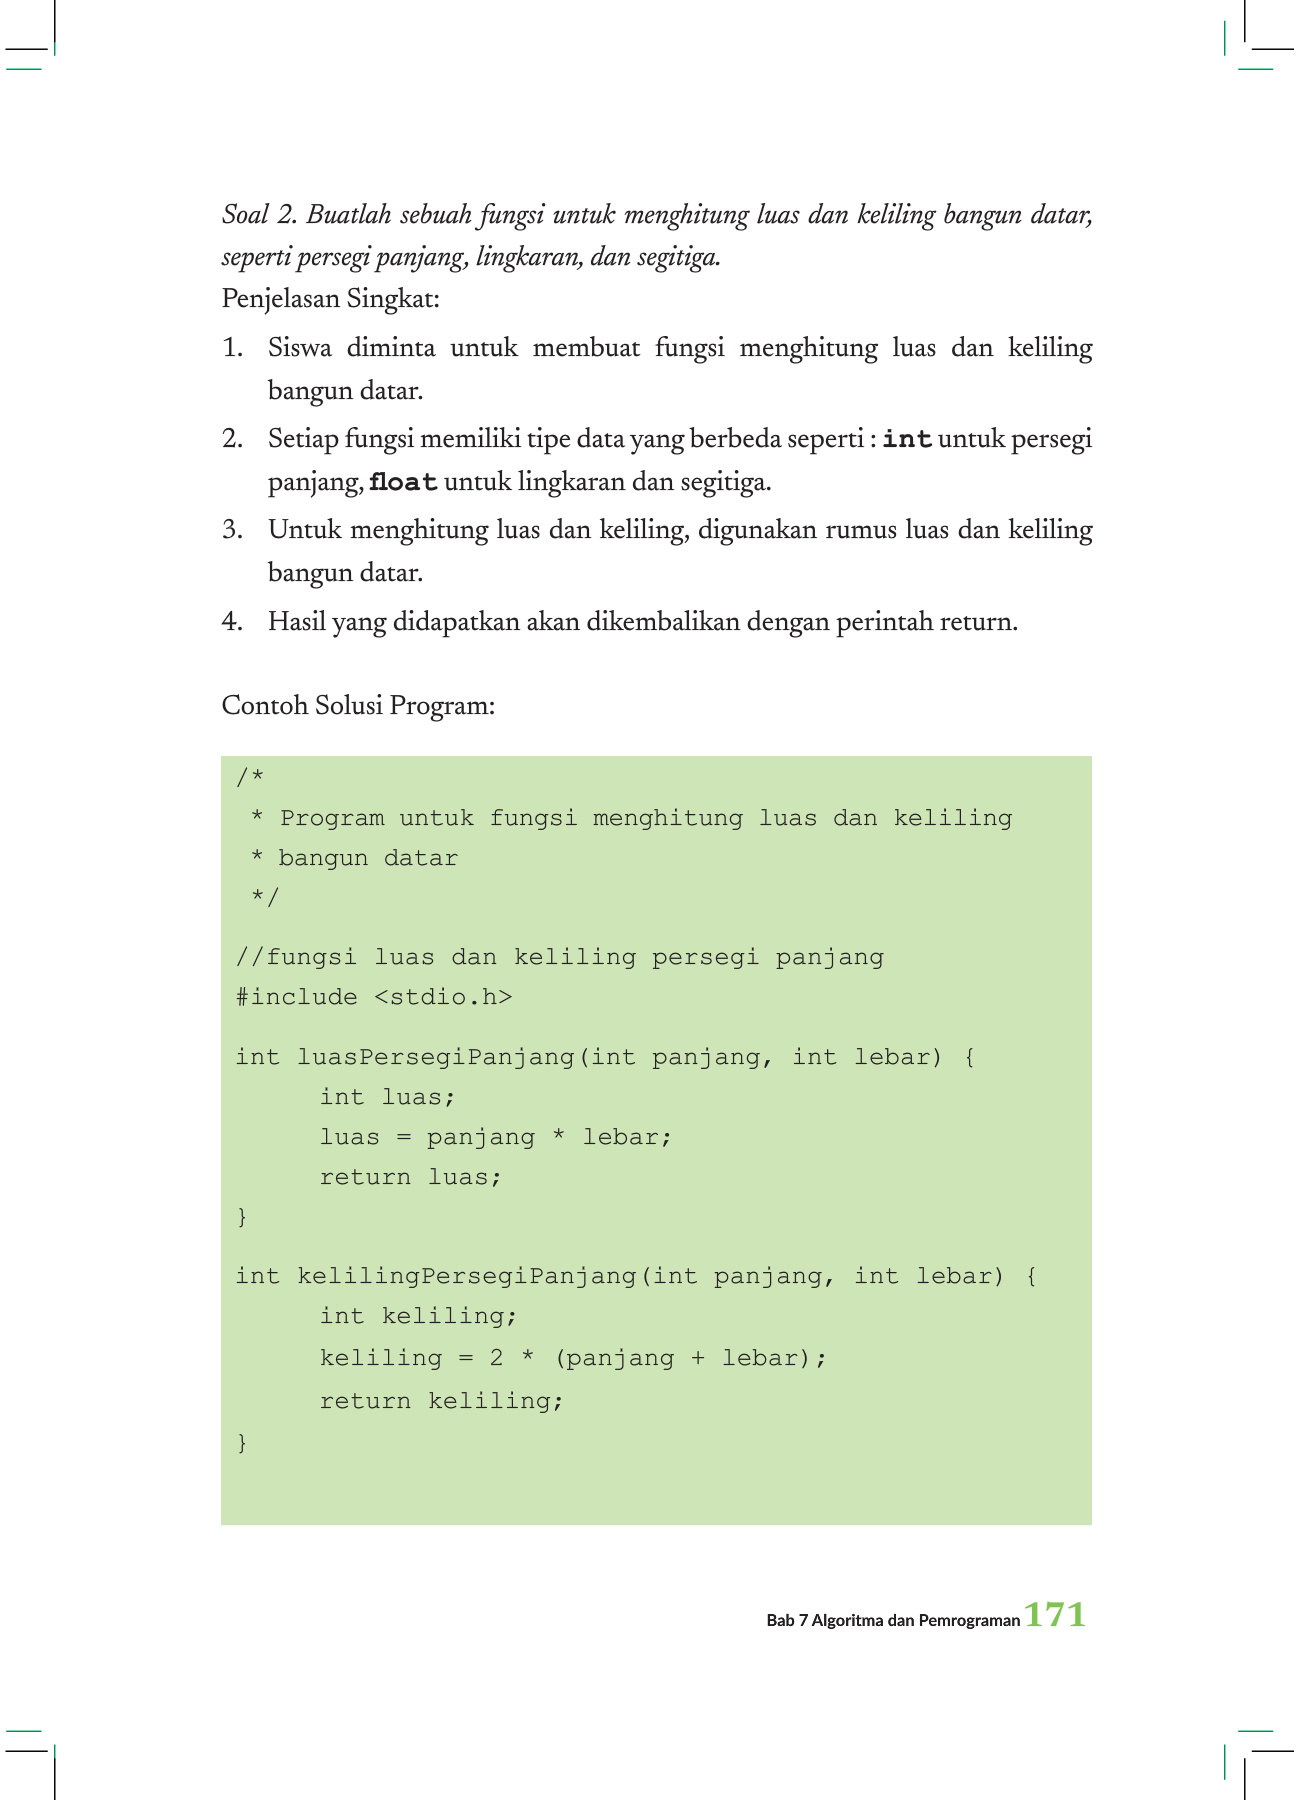 Soal 2. Buatlah sebuah fungsi untuk menghitung luas dan keliling bangun datar,
seperti persegi panjang, lingkaran, dan segitiga.
Penjelasan Singkat:
1. Siswa diminta untuk membuat fungsi menghitung luas dan keliling
bangun datar.
2. Setiap fungsi memiliki tipe data yang berbeda seperti : int untuk persegi
panjang, float untuk lingkaran dan segitiga.
3. Untuk menghitung luas dan keliling, digunakan rumus luas dan keliling
bangun datar.
4. Hasil yang didapatkan akan dikembalikan dengan perintah return.
Contoh Solusi Program:
/*
 * Program untuk fungsi menghitung luas dan keliling
 * bangun datar
 */
//fungsi luas dan keliling persegi panjang
#include <stdio.h>
int luasPersegiPanjang(int panjang, int lebar) {
int luas;
luas = panjang * lebar;
return luas;
}
int kelilingPersegiPanjang(int panjang, int lebar) {
int keliling;
keliling = 2 * (panjang + lebar);
return keliling;
}
Bab 7 Algoritma dan Pemrograman 171